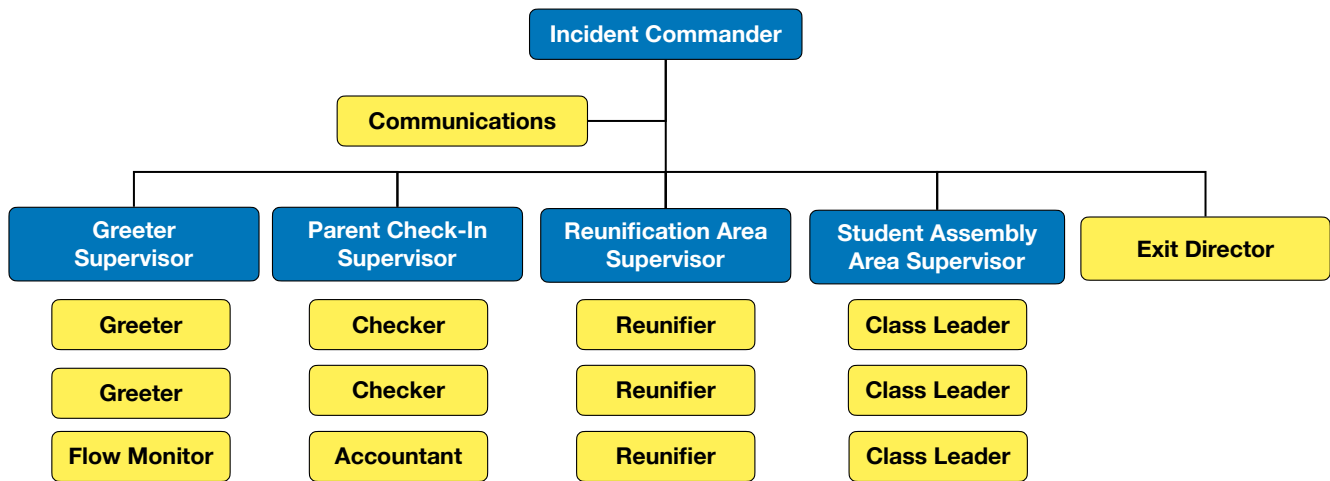 Incident Commander
Communications
Greeter
Supervisor
Parent Check-In
Supervisor
Reunification Area
Supervisor
Student Assembly
Area Supervisor
Exit Director
Greeter
Checker
Reunifier
Class Leader
Greeter
Checker
Reunifier
Class Leader
Flow Monitor
Accountant
Reunifier
Class Leader